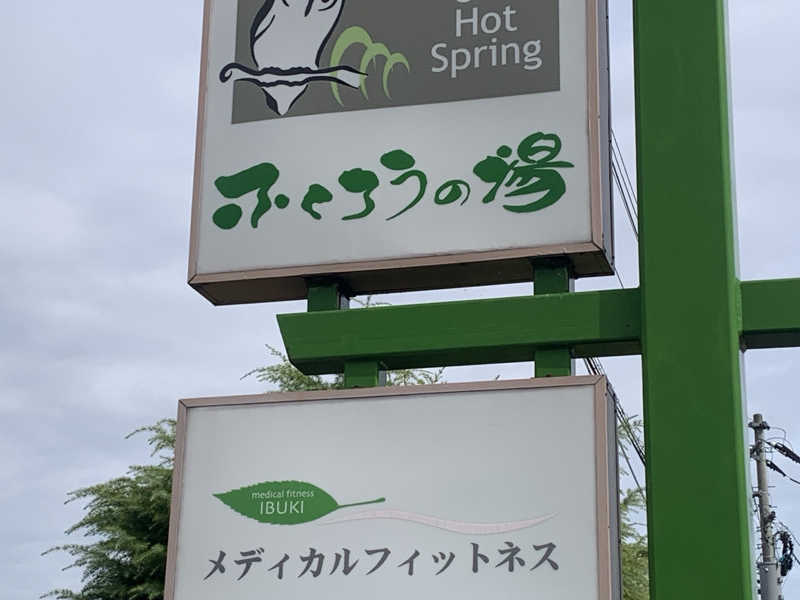 Hot
Spring
ふくろうの湯
medical fitness
IBUKI
メディカルフィットネス